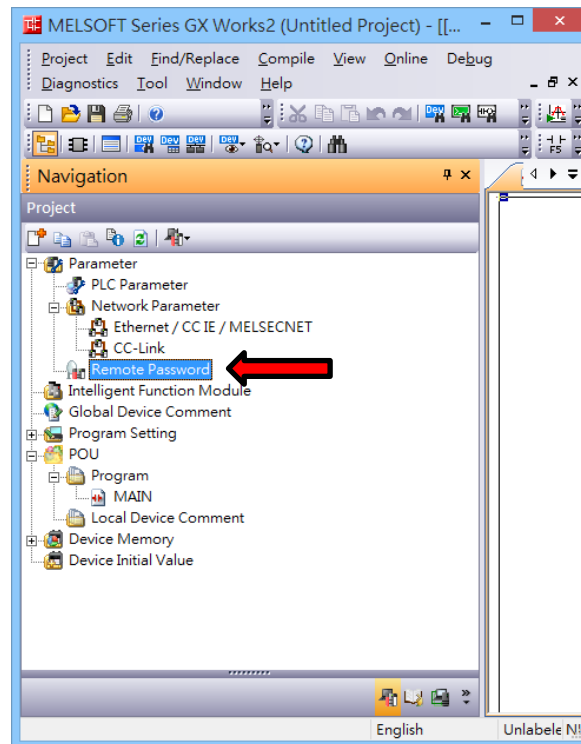 MELSOFT Series GX Works2 (Untitled Project) - [[...
Project Edit Find/Replace Compile View Online Debug
Diagnostics Tool Window Help
Navigation
Project
Parameter
PLC Parameter
Network Parameter
Ethernet / CC IE / MELSECNET
CC-Link
Remote Password
Intelligent Function Module
Global Device Comment
Program Setting
POU
Program
MAIN
Local Device Comment
Device Memory
Device Initial Value
English Unlabele